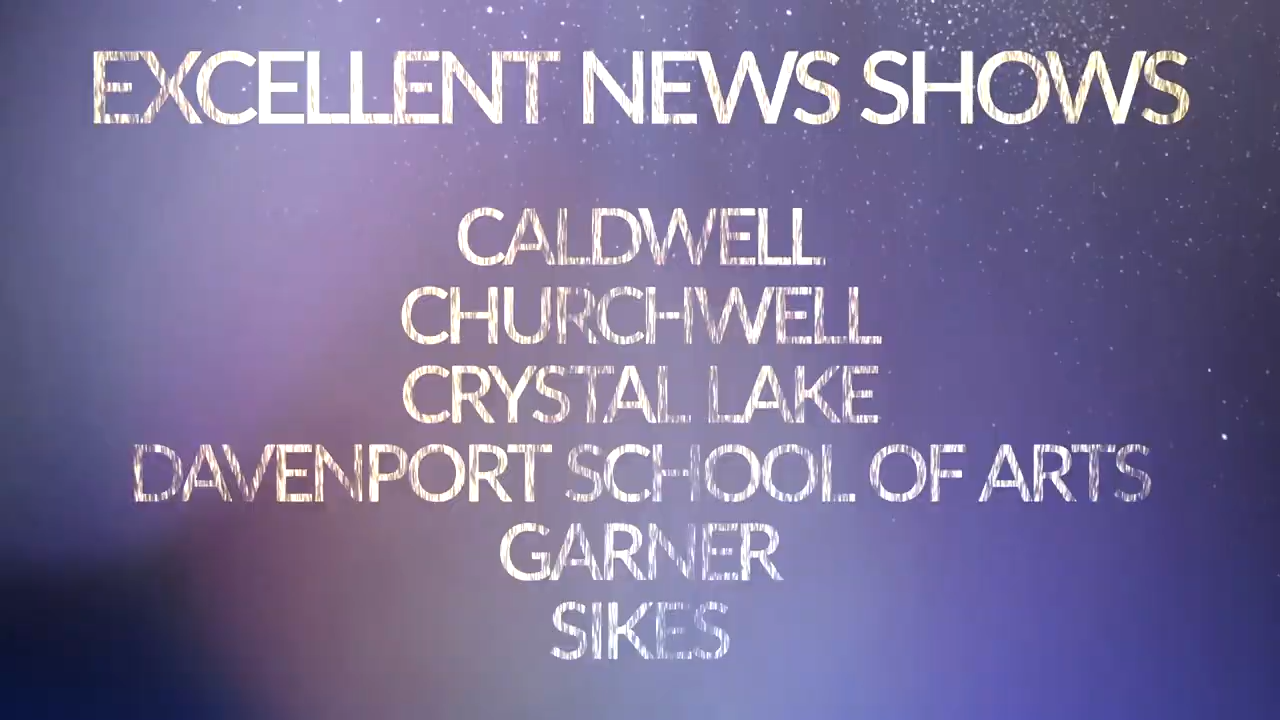 EXCELLENT NEWS SHOWS
CALDWELL
CHURCHWELL
CRYSTAL LAKE
DAVENPORT SCHOOL OF ARTS
GARNER
SIKES